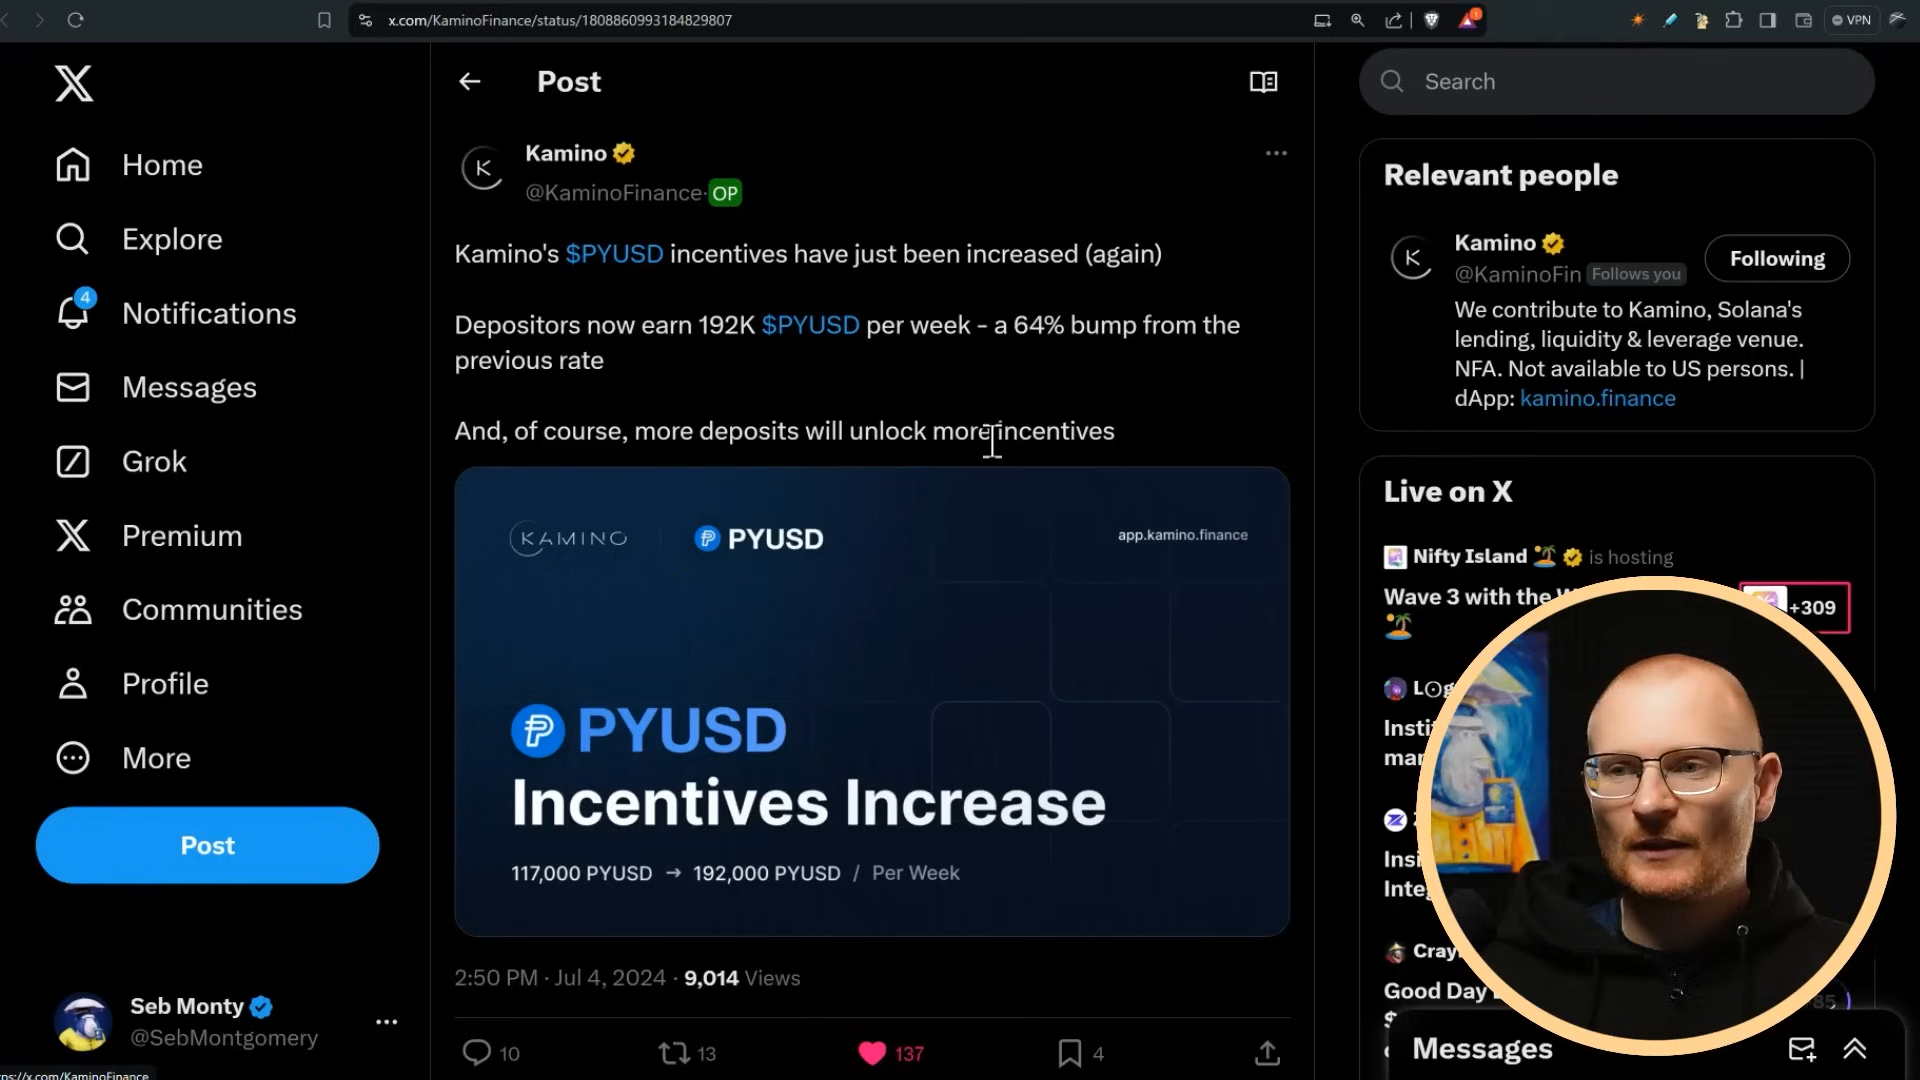 x.com/KaminoFinance/status/1808860993184829807
VPN
Post
Search
Home
Explore
4
Notifications
Messages
Grok
Premium
Communities
Profile
More
Post
Seb Monty
@SebMontgomery
Kamino
@KaminoFinance· OP
Kamino's $PYUSD incentives have just been increased (again)
Depositors now earn 192K $PYUSD per week - a 64% bump from the
previous rate
And, of course, more deposits will unlock more incentives
KAMINO
PYUSD
app.kamino.finance
PYUSD
Incentives Increase
117,000 PYUSD → 192,000 PYUSD / Per Week
2:50 PM · Jul 4, 2024 · 9,014 Views
10
13
137
4
Relevant people
Kamino
@KaminoFin Follows you
Following
We contribute to Kamino, Solana's
lending, liquidity & leverage venue.
NFA. Not available to US persons. |
dApp: kamino.finance
Live on X
Nifty Island is hosting
Wave 3 with the
+309
Good Day
Messages